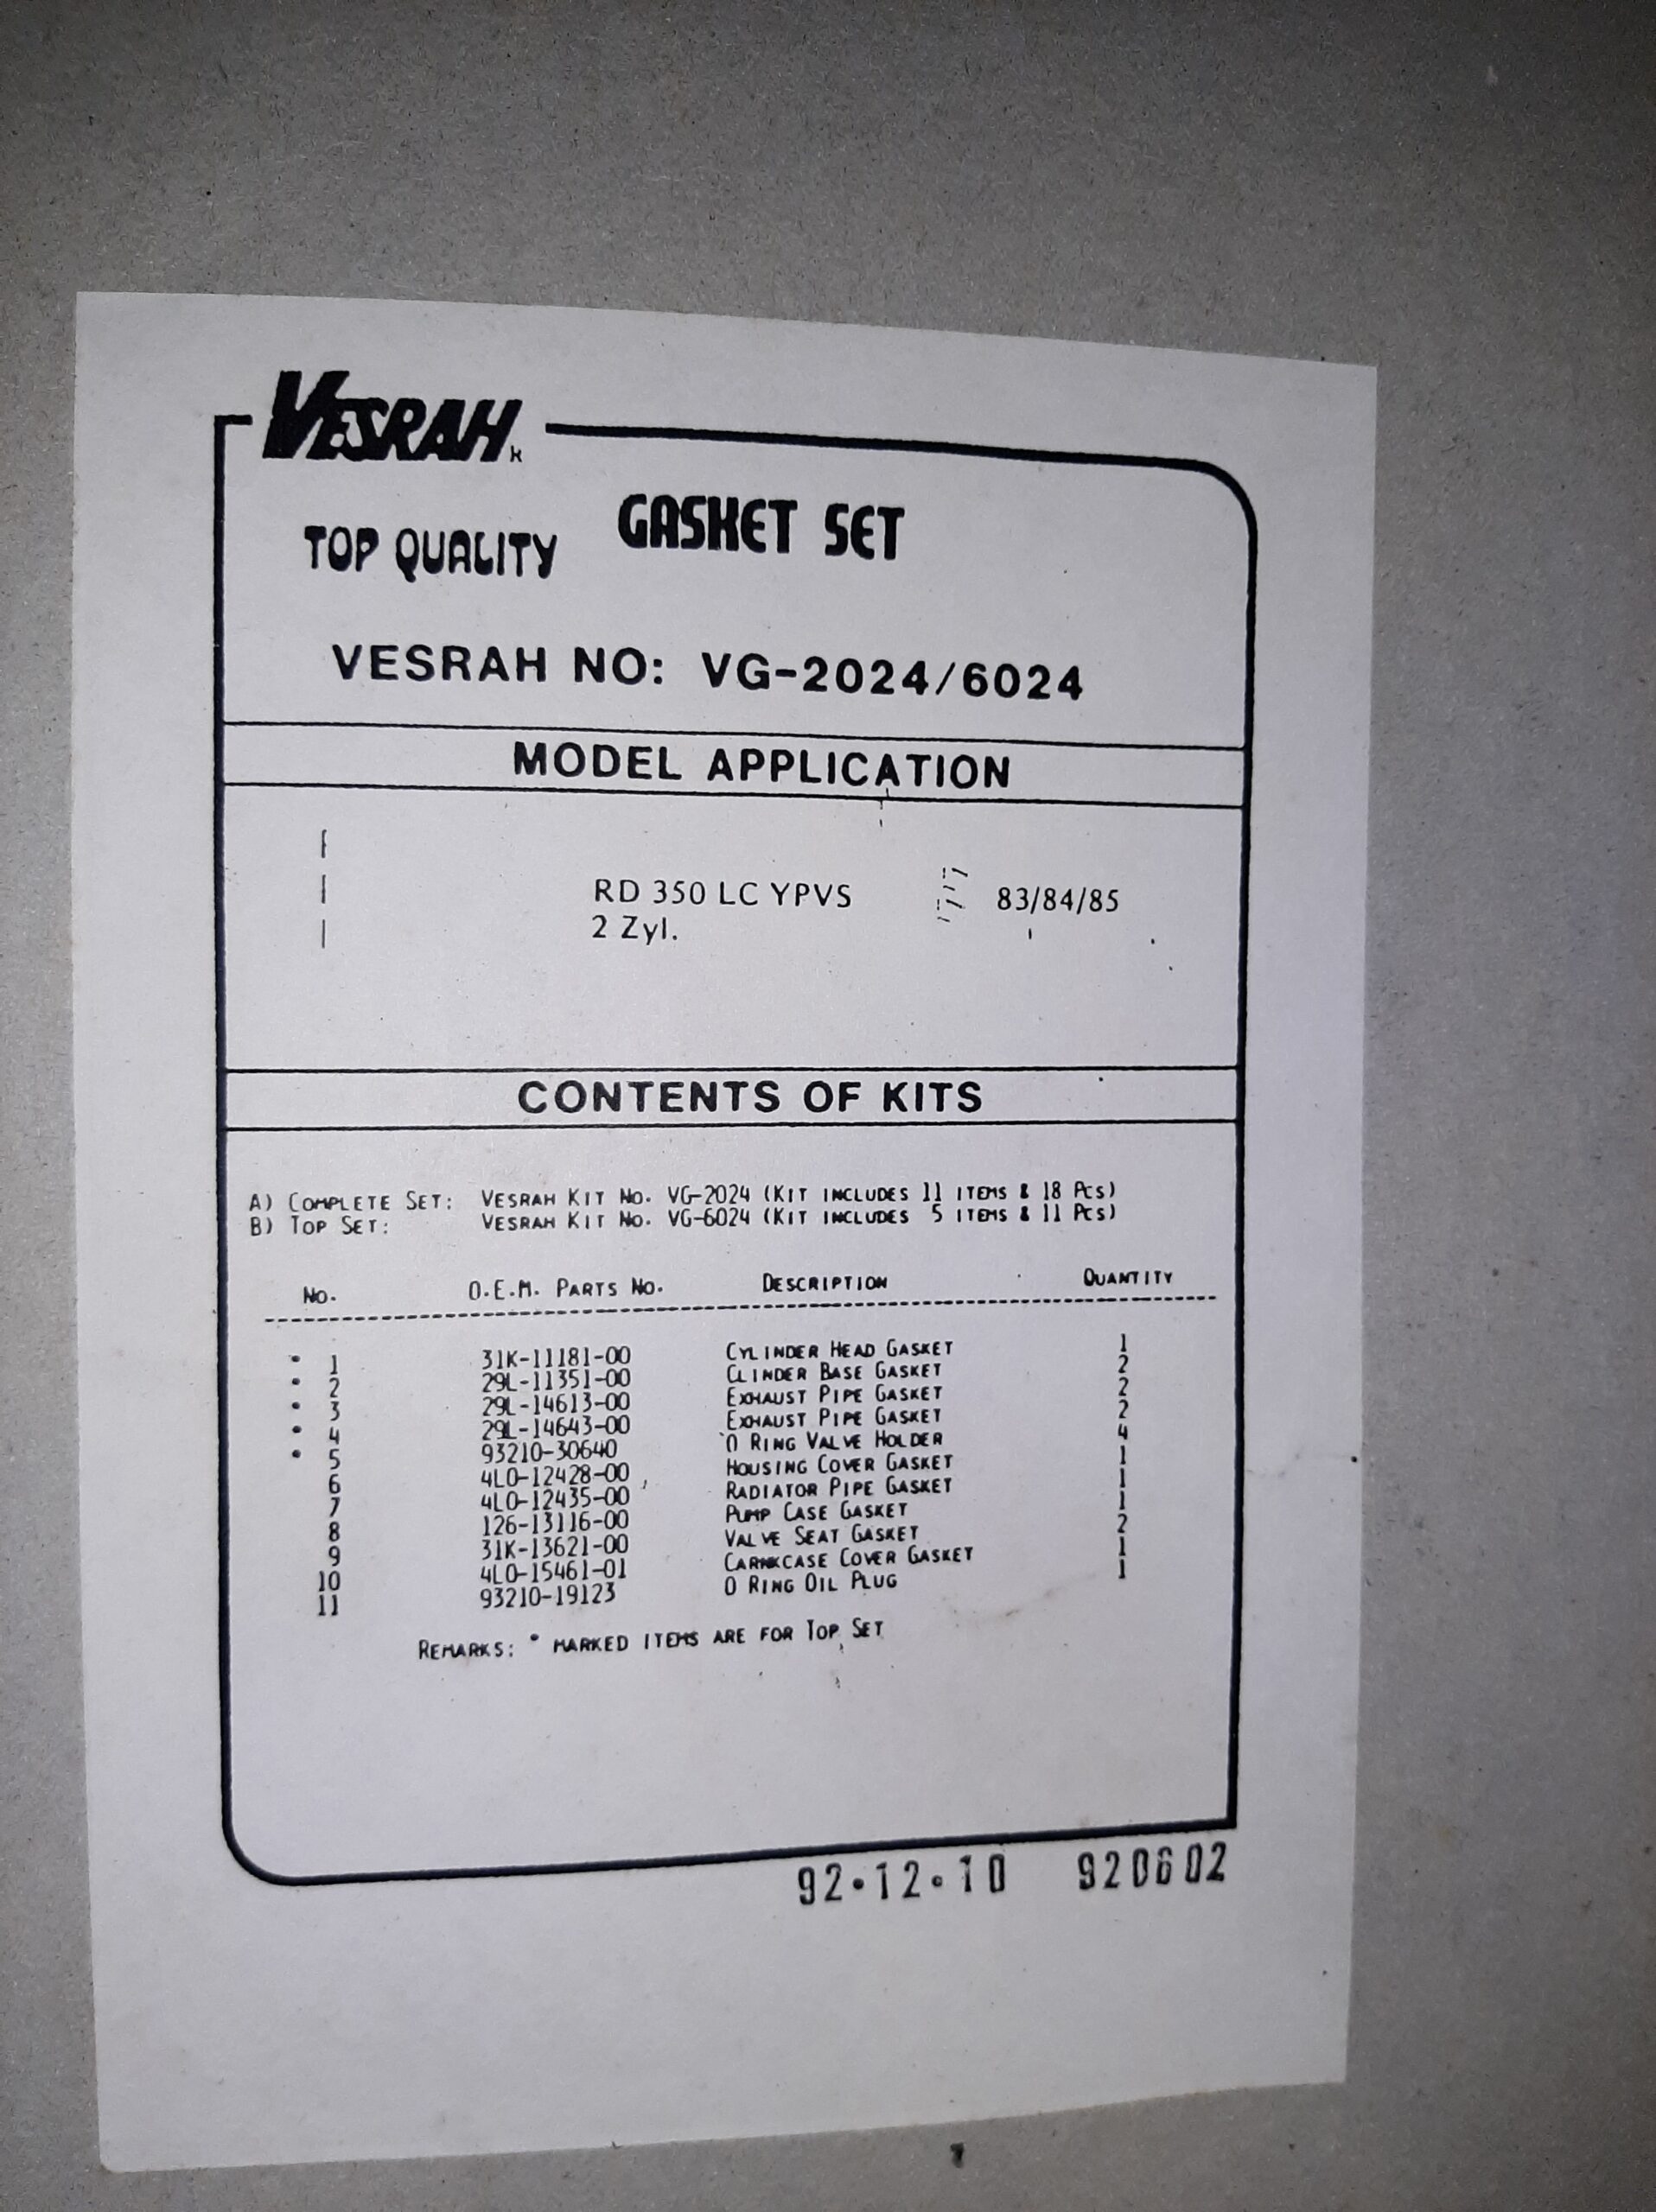 VESRAH
TOP QUALITY GASKET SET
VESRAH NO: VG-2024/6024
MODEL APPLICATION
RD 350 LC YPVS 83/84/85
2 Zyl.
CONTENTS OF KITS
A) COMPLETE SET: VESRAH KIT NO. VG-2024 (KIT INCLUDES 11 ITEMS & 18 PCS)
B) TOP SET: VESRAH KIT NO. VG-6024 (KIT INCLUDES 5 ITEMS & 11 PCS)
NO. O.E.M. PARTS NO. DESCRIPTION QUANTITY
* 1 31K-11181-00 CYLINDER HEAD GASKET 1
* 2 29L-11351-00 CLINDER BASE GASKET 2
* 3 29L-14613-00 EXHAUST PIPE GASKET 2
* 4 29L-14643-00 EXHAUST PIPE GASKET 2
* 5 93210-30640 O RING VALVE HOLDER 4
6 4L0-12428-00 HOUSING COVER GASKET 1
7 4L0-12435-00 RADIATOR PIPE GASKET 1
8 126-13116-00 PUMP CASE GASKET 1
9 31K-13621-00 VALVE SEAT GASKET 2
10 4L0-15461-01 CARNKCASE COVER GASKET 1
11 93210-19123 O RING OIL PLUG 1
REMARKS: * MARKED ITEMS ARE FOR TOP SET
92.12.10 920602